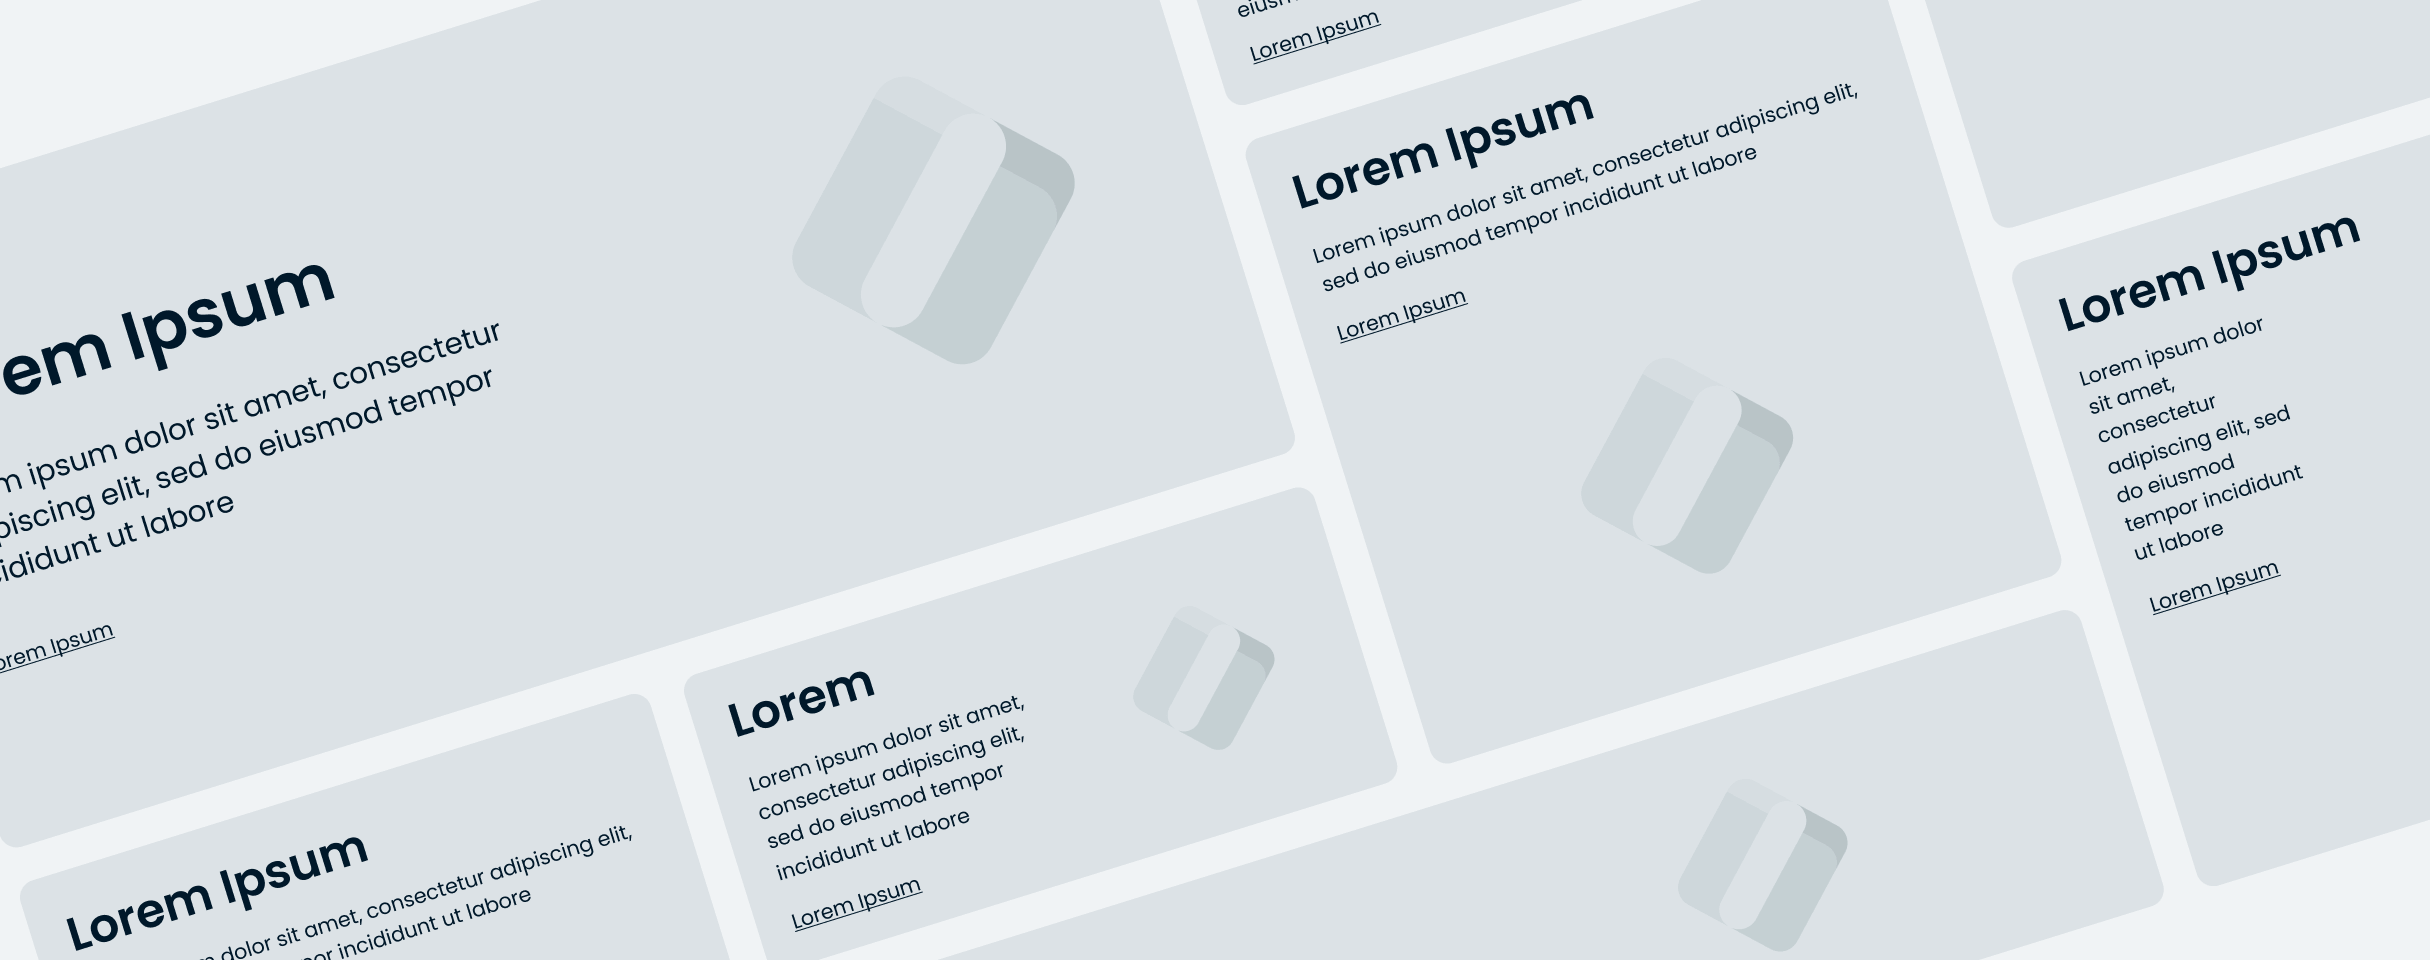 em Ipsum
m ipsum dolor sit amet, consectetur
piscing elit, sed do eiusmod tempor
cididunt ut labore
orem Ipsum
Lorem Ipsum
dolor sit amet, consectetur adipiscing elit,
por incididunt ut labore
Lorem
Lorem ipsum dolor sit amet,
consectetur adipiscing elit,
sed do eiusmod tempor
incididunt ut labore
Lorem Ipsum
eiusm
Lorem Ipsum
Lorem Ipsum
Lorem ipsum dolor sit amet, consectetur adipiscing elit,
sed do eiusmod tempor incididunt ut labore
Lorem Ipsum
Lorem Ipsum
Lorem ipsum dolor
sit amet,
consectetur
adipiscing elit, sed
do eiusmod
tempor incididunt
ut labore
Lorem Ipsum